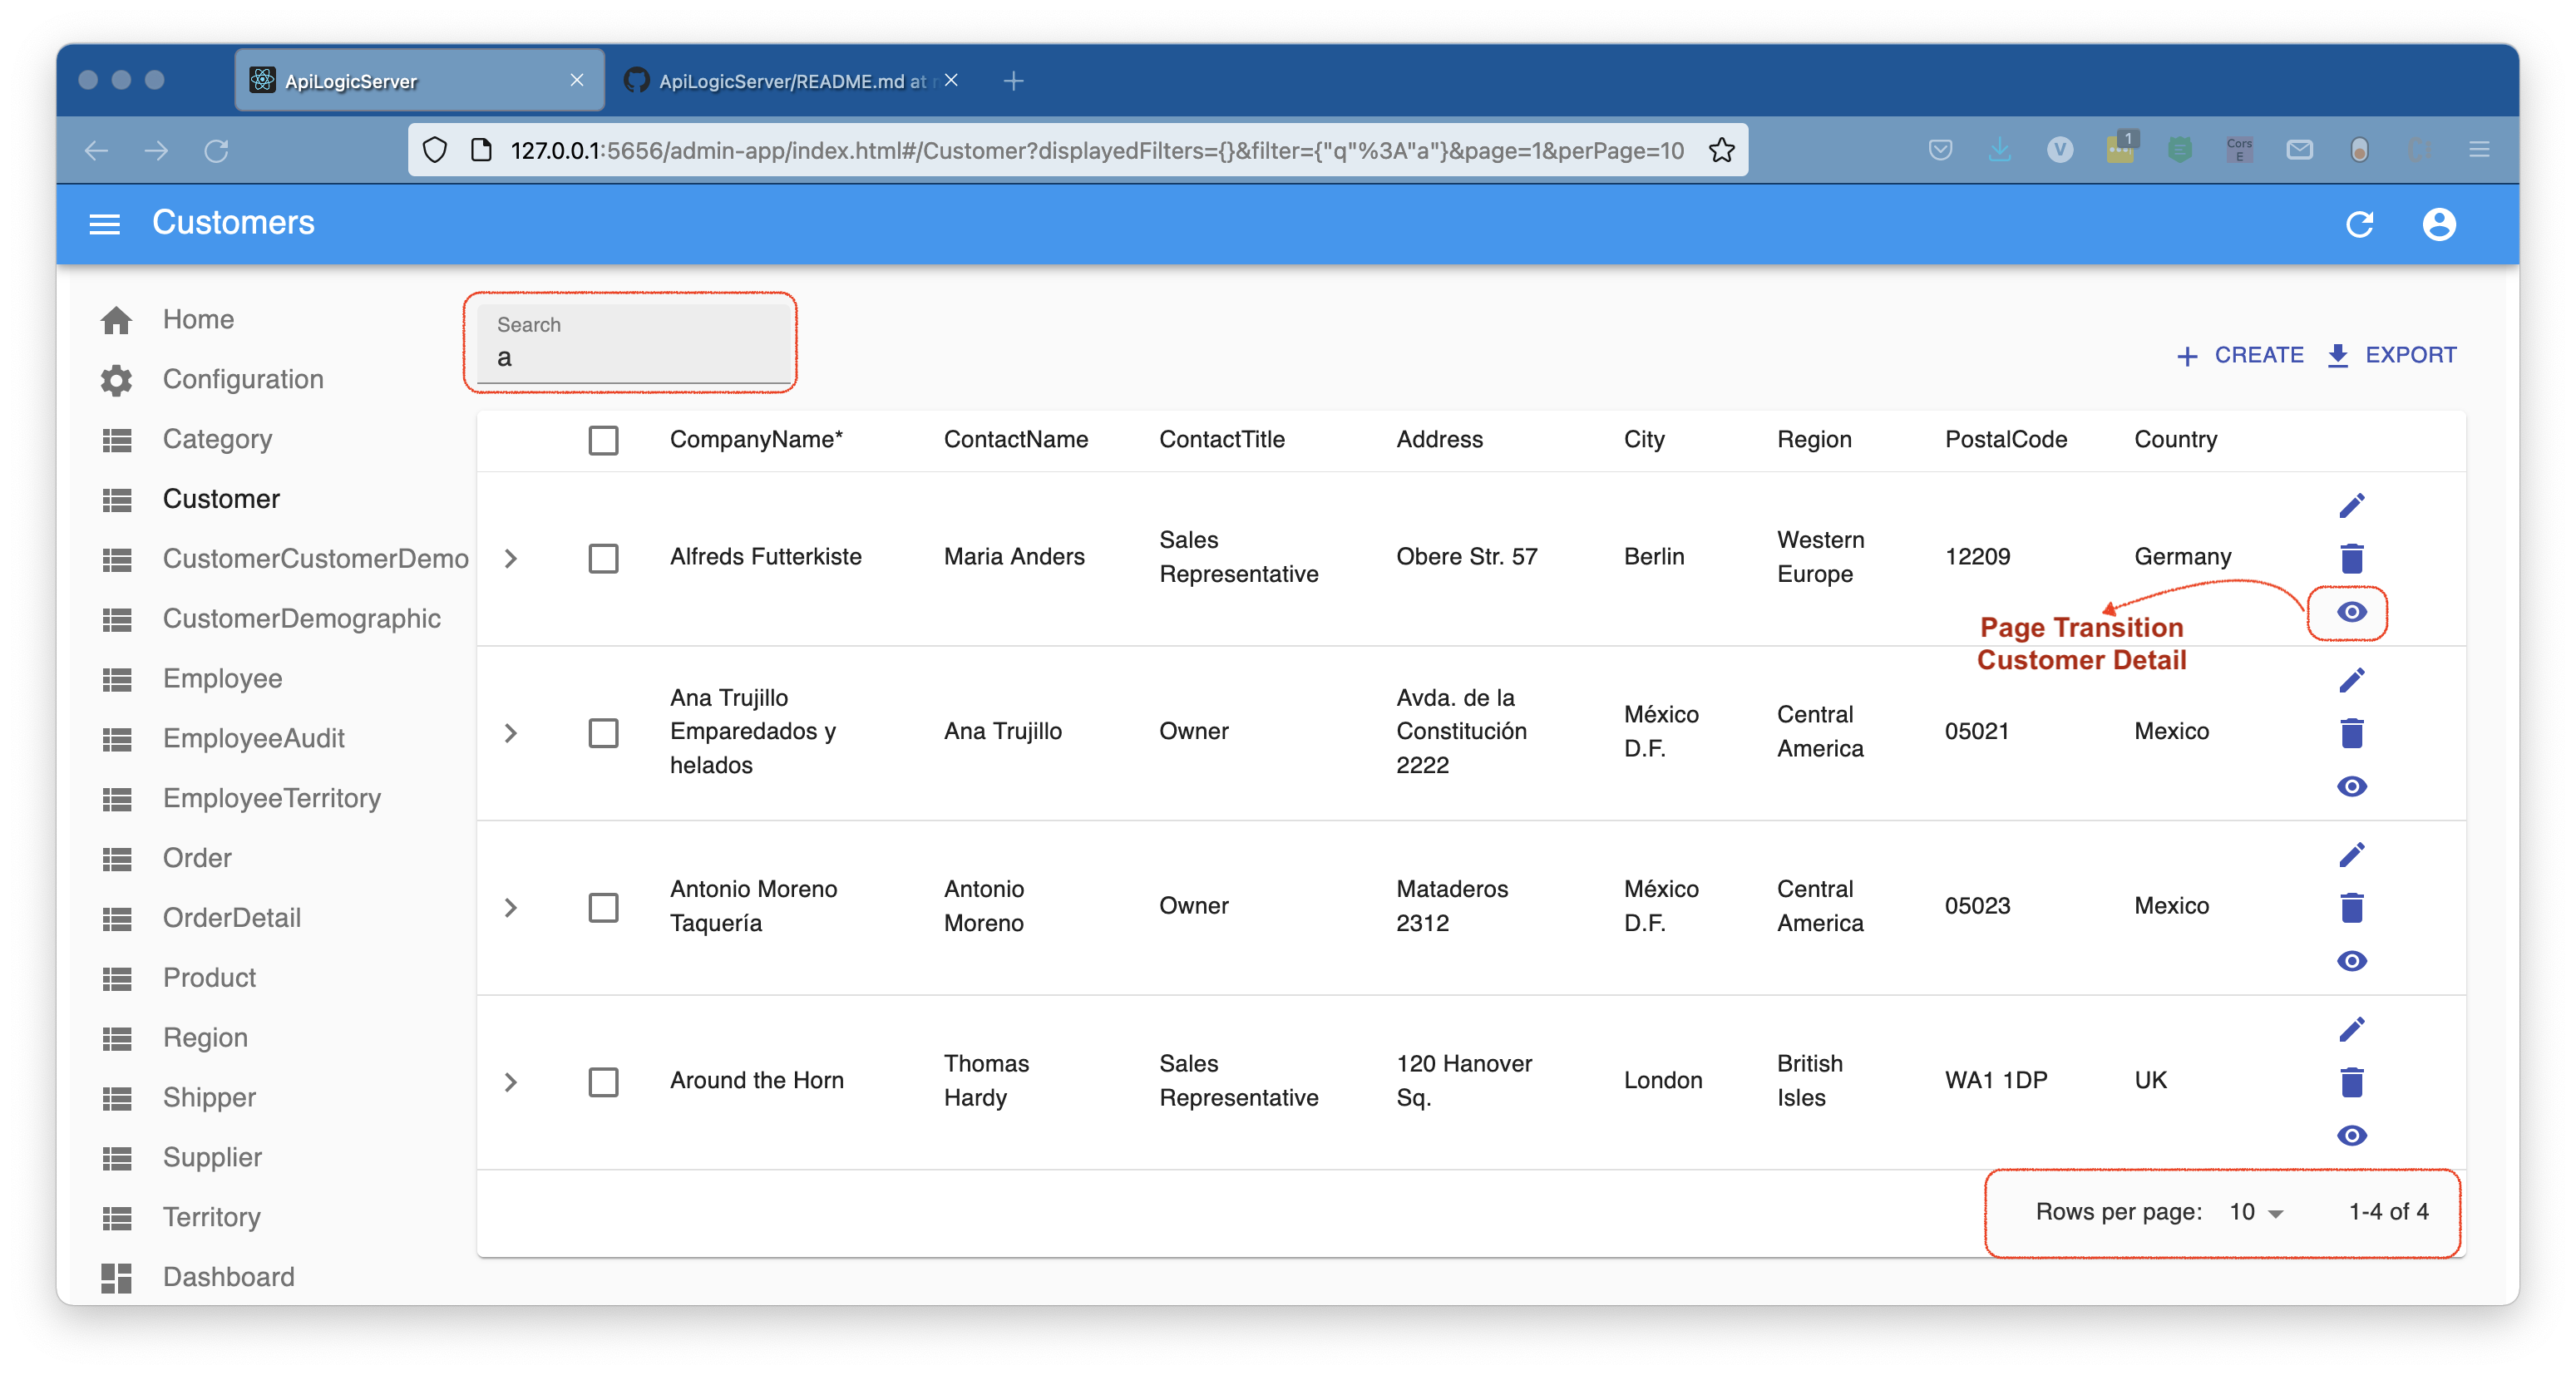 ApiLogicServer
ApiLogicServer/README.md at
127.0.0.1:5656/admin-app/index.html#/Customer?displayedFilters={}&filter={"q"%3A"a"}&page=1&perPage=10
V
1
Cors
E
Customers
Home
Configuration
Category
Customer
CustomerCustomerDemo
CustomerDemographic
Employee
EmployeeAudit
EmployeeTerritory
Order
OrderDetail
Product
Region
Shipper
Supplier
Territory
Dashboard
Search
a
CREATE
EXPORT
CompanyName* ContactName ContactTitle Address City Region PostalCode Country
Alfreds Futterkiste Maria Anders Sales Obere Str. 57 Berlin Western 12209 Germany
Representative Europe
Page Transition
Customer Detail
Ana Trujillo Avda. de la
Emparedados y Ana Trujillo Owner Constitución México Central 05021 Mexico
helados 2222 D.F. America
Antonio Moreno Antonio Owner Mataderos México Central 05023 Mexico
Taquería Moreno 2312 D.F. America
Around the Horn Thomas Sales 120 Hanover London British WA1 1DP UK
Hardy Representative Sq. Isles
Rows per page: 10 1-4 of 4